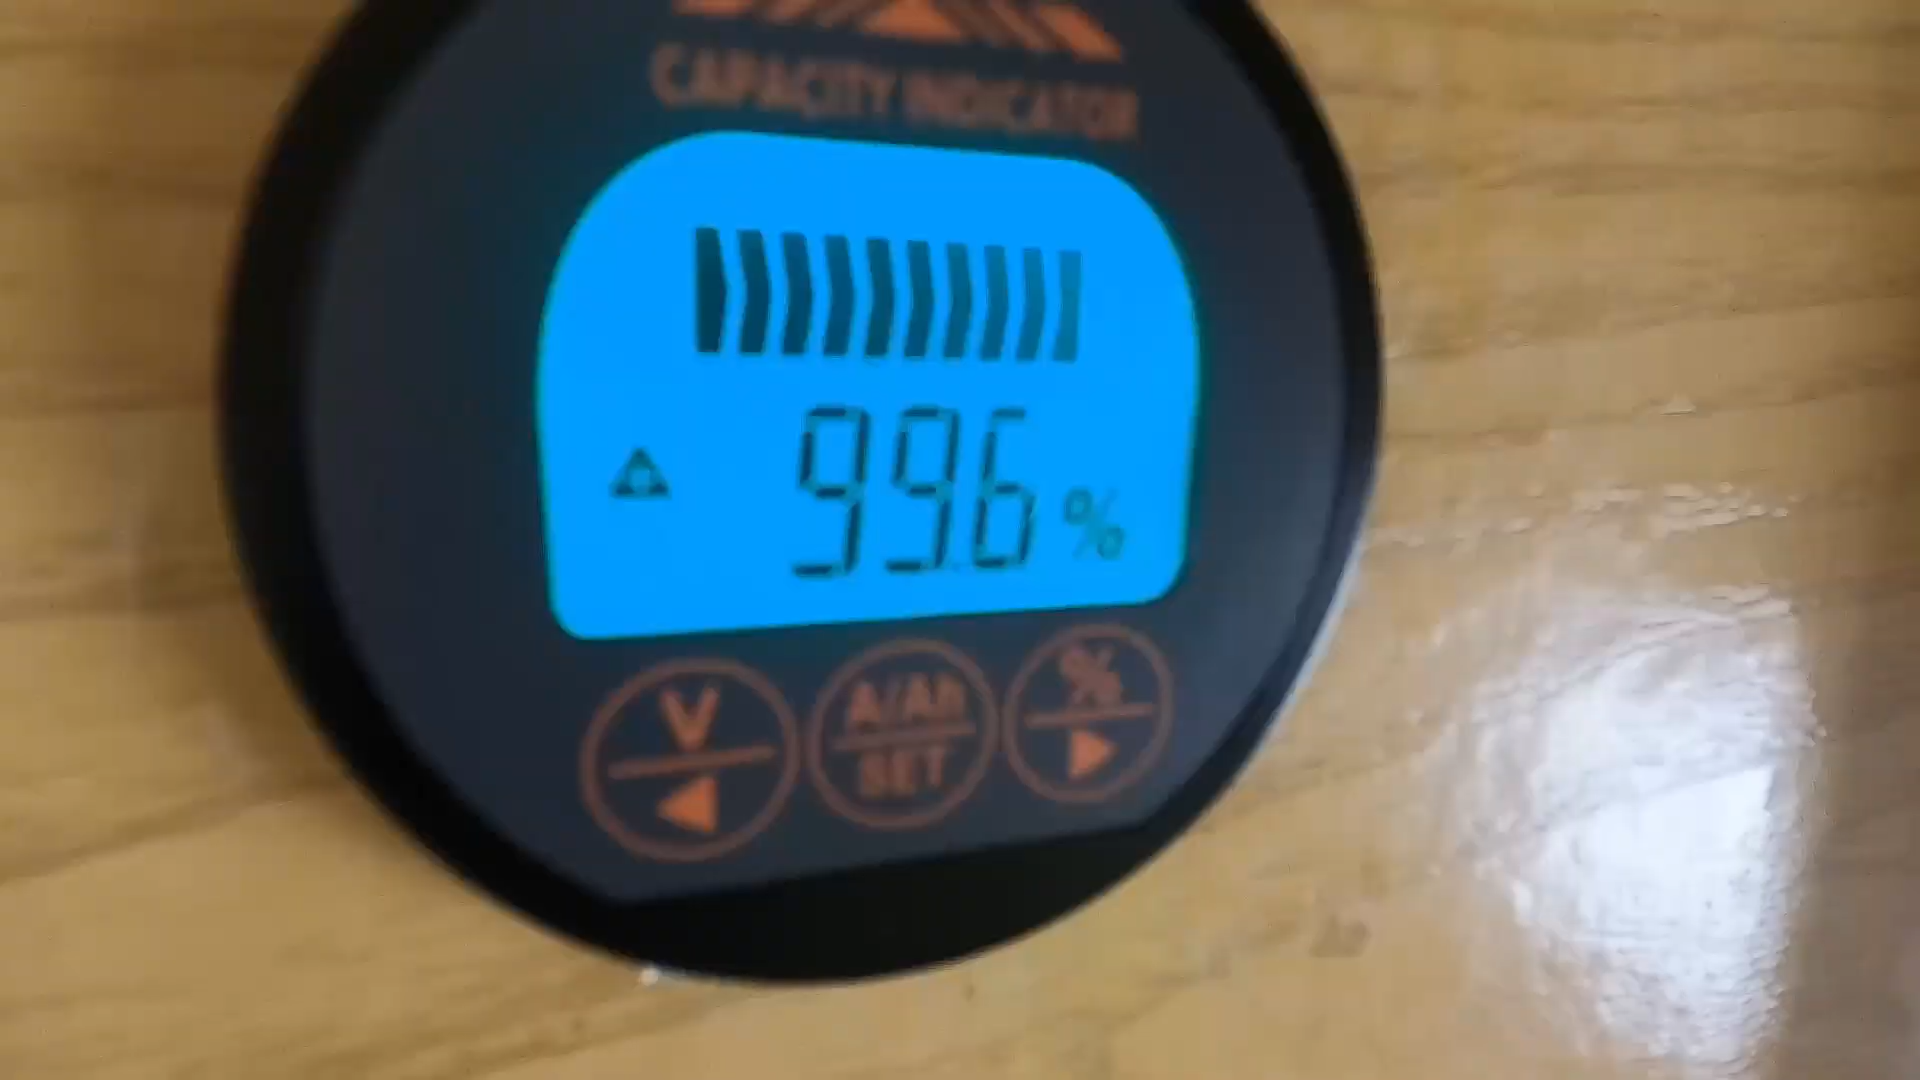 CAPACITY INDICATOR
99.6 %
V A/Ah %
SET